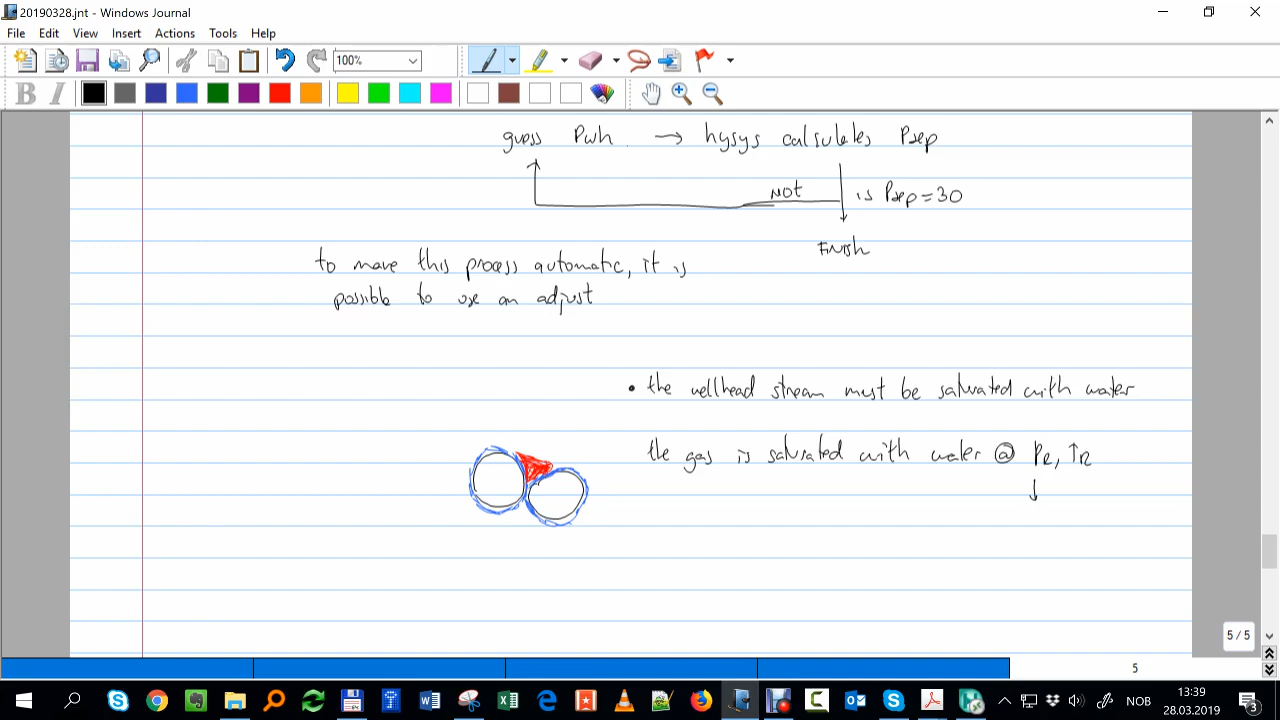 20190328.jnt - Windows Journal
File Edit View Insert Actions Tools Help
100%
B I
guess Pwh → hysys calculates Psep
NOT
is Psep=30
Finish
to make this process automatic, it is
possible to use an adjust
• the wellhead stream must be saturated with water
the gas is saturated with water @ PR, TR
↓
5 / 5
5
NOB
13:39
28.03.2019
3